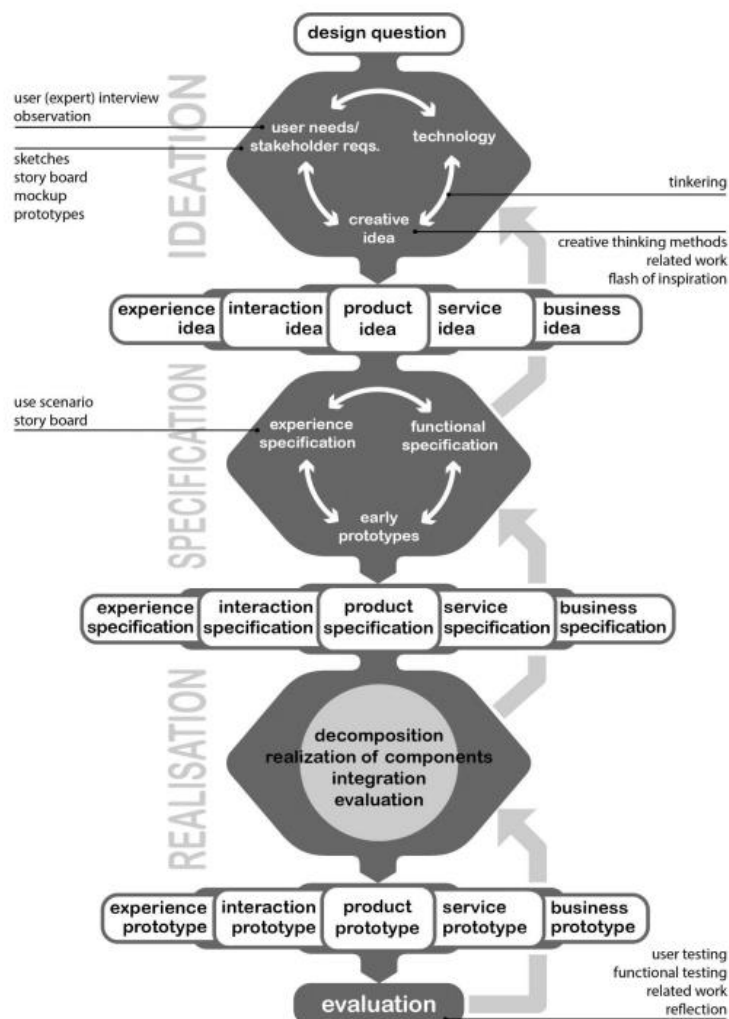 design question
IDEATION
user (expert) interview
observation
user needs/
stakeholder reqs.
technology
sketches
story board
mockup
prototypes
tinkering
creative
idea
creative thinking methods
related work
flash of inspiration
experience
idea
interaction
idea
product
idea
service
idea
business
idea
SPECIFICATION
use scenario
story board
experience
specification
functional
specification
early
prototypes
experience
specification
interaction
specification
product
specification
service
specification
business
specification
REALISATION
decomposition
realization of components
integration
evaluation
experience
prototype
interaction
prototype
product
prototype
service
prototype
business
prototype
user testing
functional testing
related work
reflection
evaluation